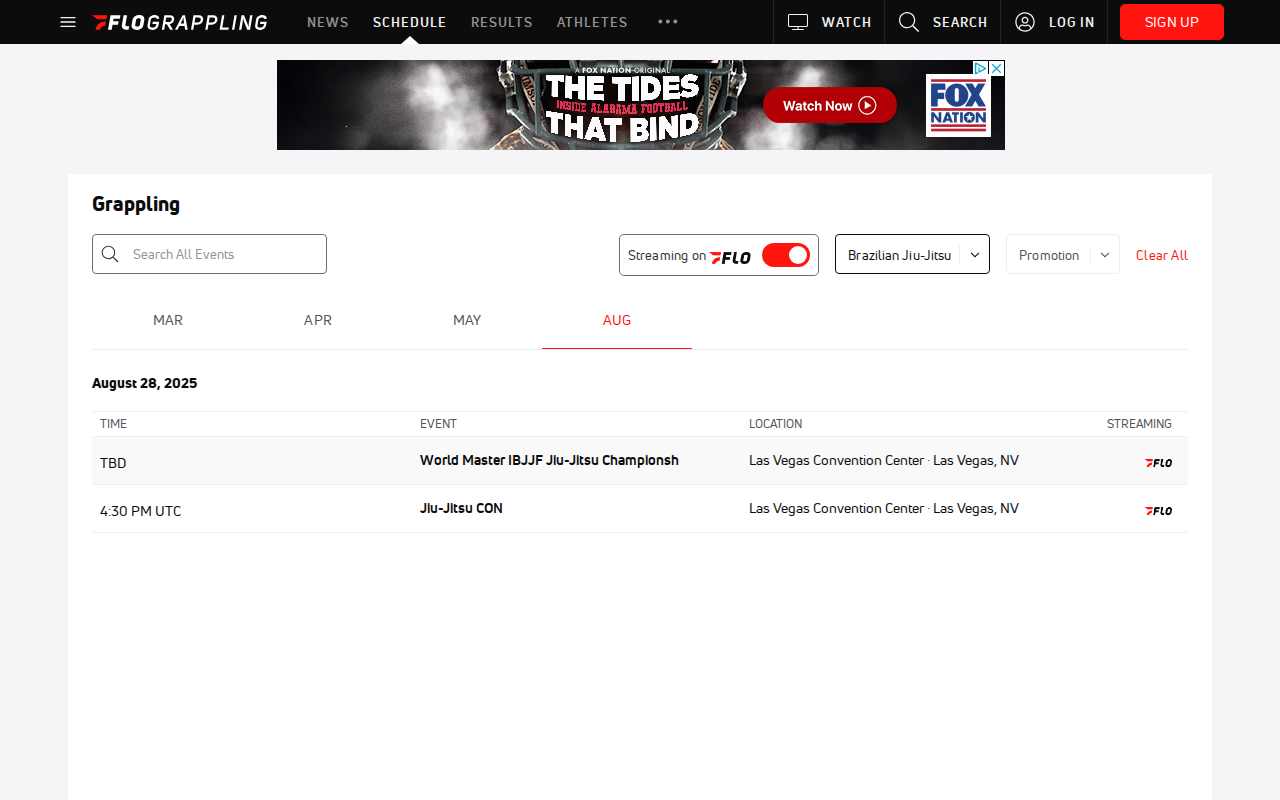 FLOGRAPPLING NEWS SCHEDULE RESULTS ATHLETES WATCH SEARCH LOG IN SIGN UP
A FOX NATION ORIGINAL
THE TIDES
INSIDE ALABAMA FOOTBALL
THAT BIND
Watch Now
FOX
NATION
Grappling
Search All Events
Streaming on FLO
Brazilian Jiu-Jitsu
Promotion
Clear All
MAR APR MAY AUG
August 28, 2025
TIME EVENT LOCATION STREAMING
TBD World Master IBJJF Jiu-Jitsu Championsh Las Vegas Convention Center · Las Vegas, NV FLO
4:30 PM UTC Jiu-Jitsu CON Las Vegas Convention Center · Las Vegas, NV FLO